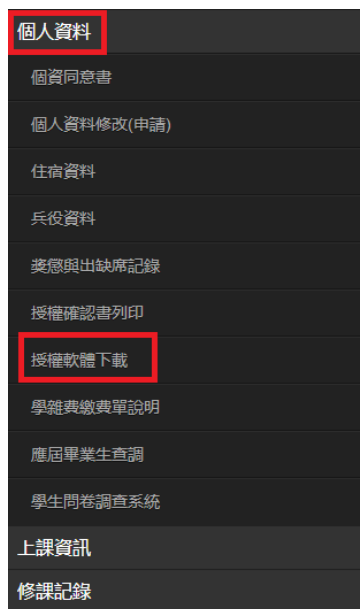 個人資料
個資同意書
個人資料修改(申請)
住宿資料
兵役資料
獎懲與出缺席記錄
授權確認書列印
授權軟體下載
學雜費繳費單說明
應屆畢業生查調
學生問卷調查系統
上課資訊
修課記錄